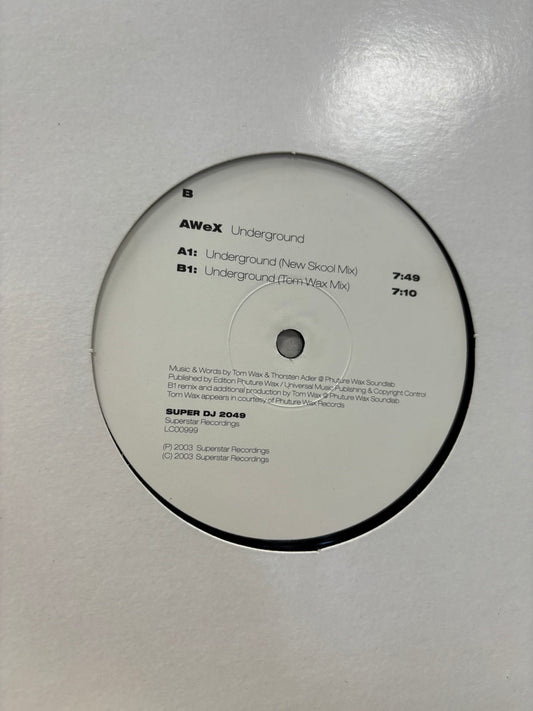 B
AWeX Underground
A1: Underground (New Skool Mix) 7:49
B1: Underground (Tom Wax Mix) 7:10
Music & Words by Tom Wax & Thorsten Adler @ Phuture Wax Soundlab
Published by Edition Phuture Wax / Universal Music Publishing & Copyright Control
B1 remix and additional production by Tom Wax @ Phuture Wax Soundlab
Tom Wax appears in courtesy of Phuture Wax Records
SUPER DJ 2049
Superstar Recordings
LC00999
(P) 2003 Superstar Recordings
(C) 2003 Superstar Recordings